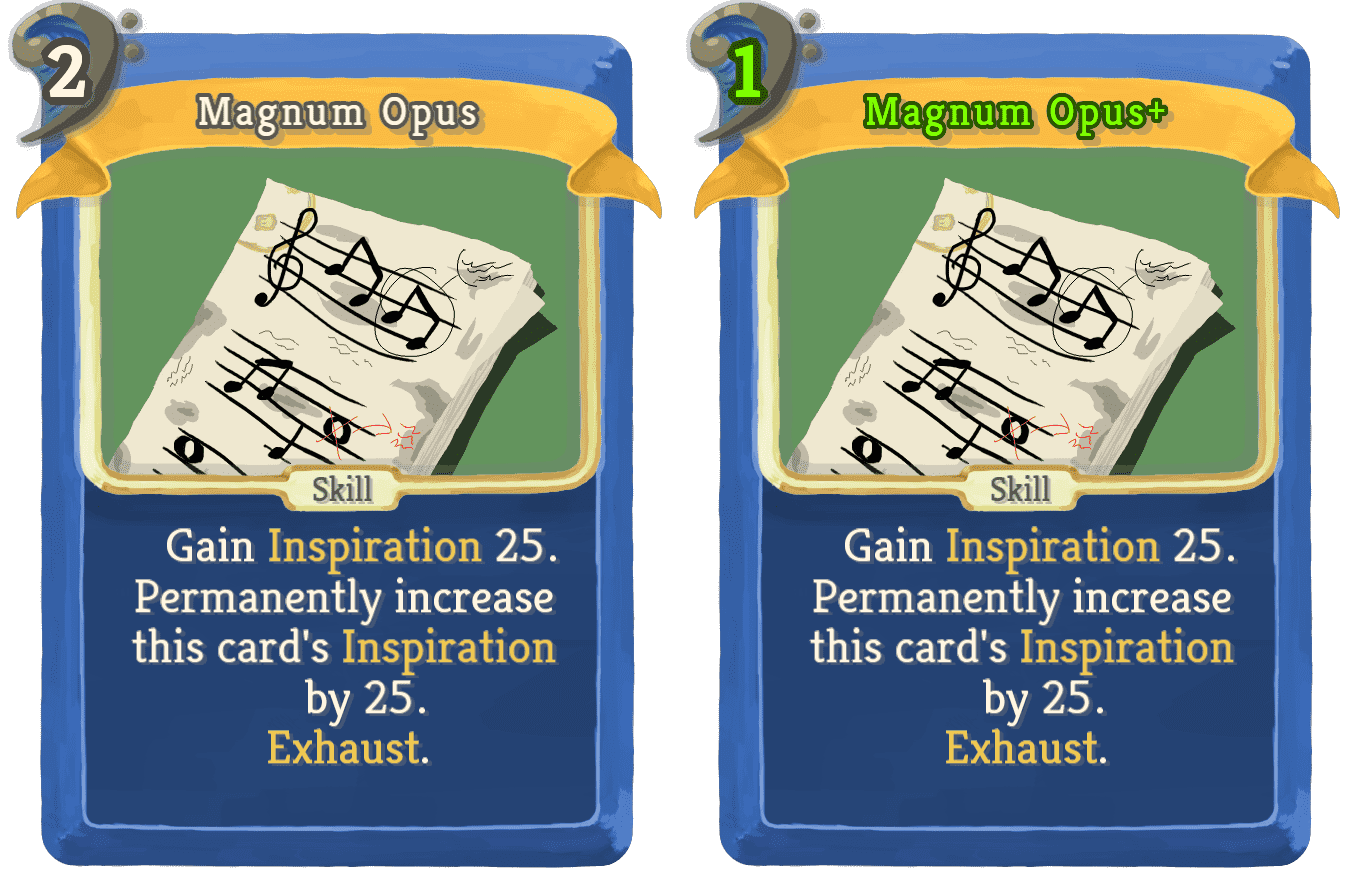 2
Magnum Opus
Skill
Gain Inspiration 25.
Permanently increase
this card's Inspiration
by 25.
Exhaust.
1
Magnum Opus+
Skill
Gain Inspiration 25.
Permanently increase
this card's Inspiration
by 25.
Exhaust.